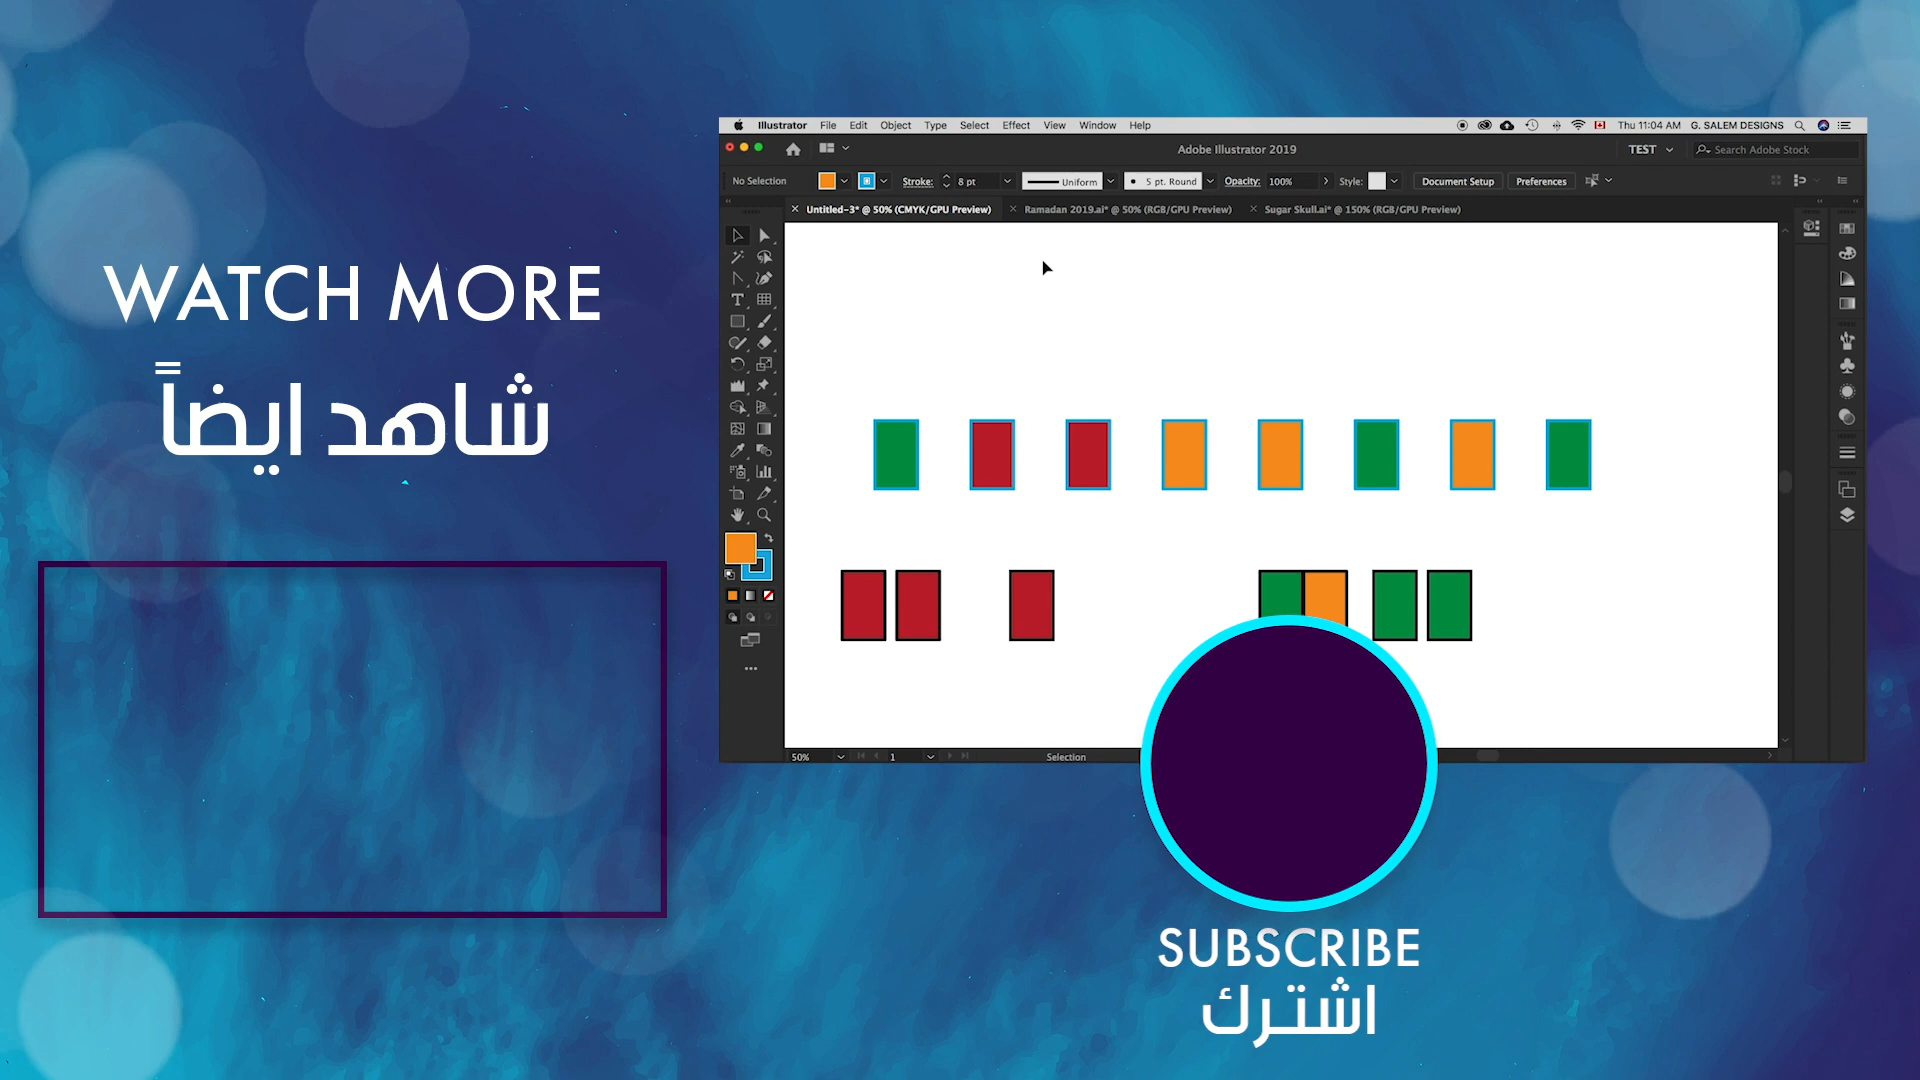 WATCH MORE
شاهد ايضاً
Illustrator File Edit Object Type Select Effect View Window Help
Thu 11:04 AM G. SALEM DESIGNS
Adobe Illustrator 2019
TEST
Search Adobe Stock
No Selection
Stroke: 8 pt
Uniform
5 pt. Round
Opacity: 100%
Style:
Document Setup
Preferences
Untitled-3* @ 50% (CMYK/GPU Preview)
Ramadan 2019.ai* @ 50% (RGB/GPU Preview)
Sugar Skull.ai* @ 150% (RGB/GPU Preview)
50%
1
Selection
SUBSCRIBE
اشترك